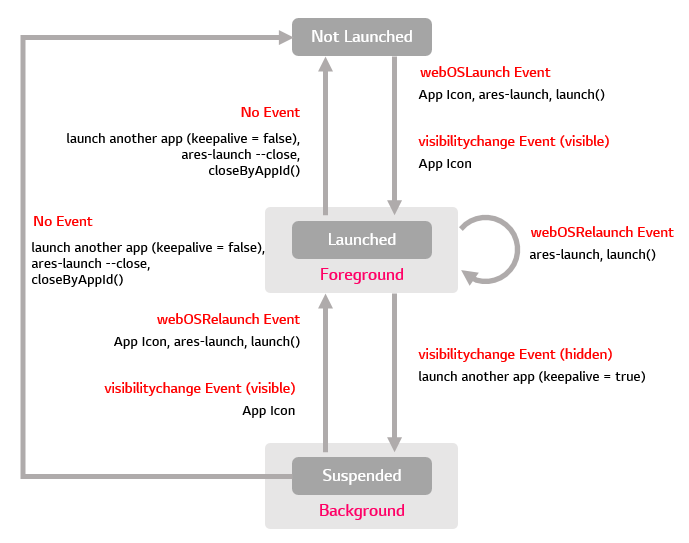 Not Launched
webOSLaunch Event
App Icon, ares-launch, launch()
No Event
launch another app (keepalive = false),
ares-launch --close,
closeByAppId()
visibilitychange Event (visible)
App Icon
No Event
launch another app (keepalive = false),
ares-launch --close,
closeByAppId()
Launched
Foreground
webOSRelaunch Event
ares-launch, launch()
webOSRelaunch Event
App Icon, ares-launch, launch()
visibilitychange Event (visible)
App Icon
visibilitychange Event (hidden)
launch another app (keepalive = true)
Suspended
Background